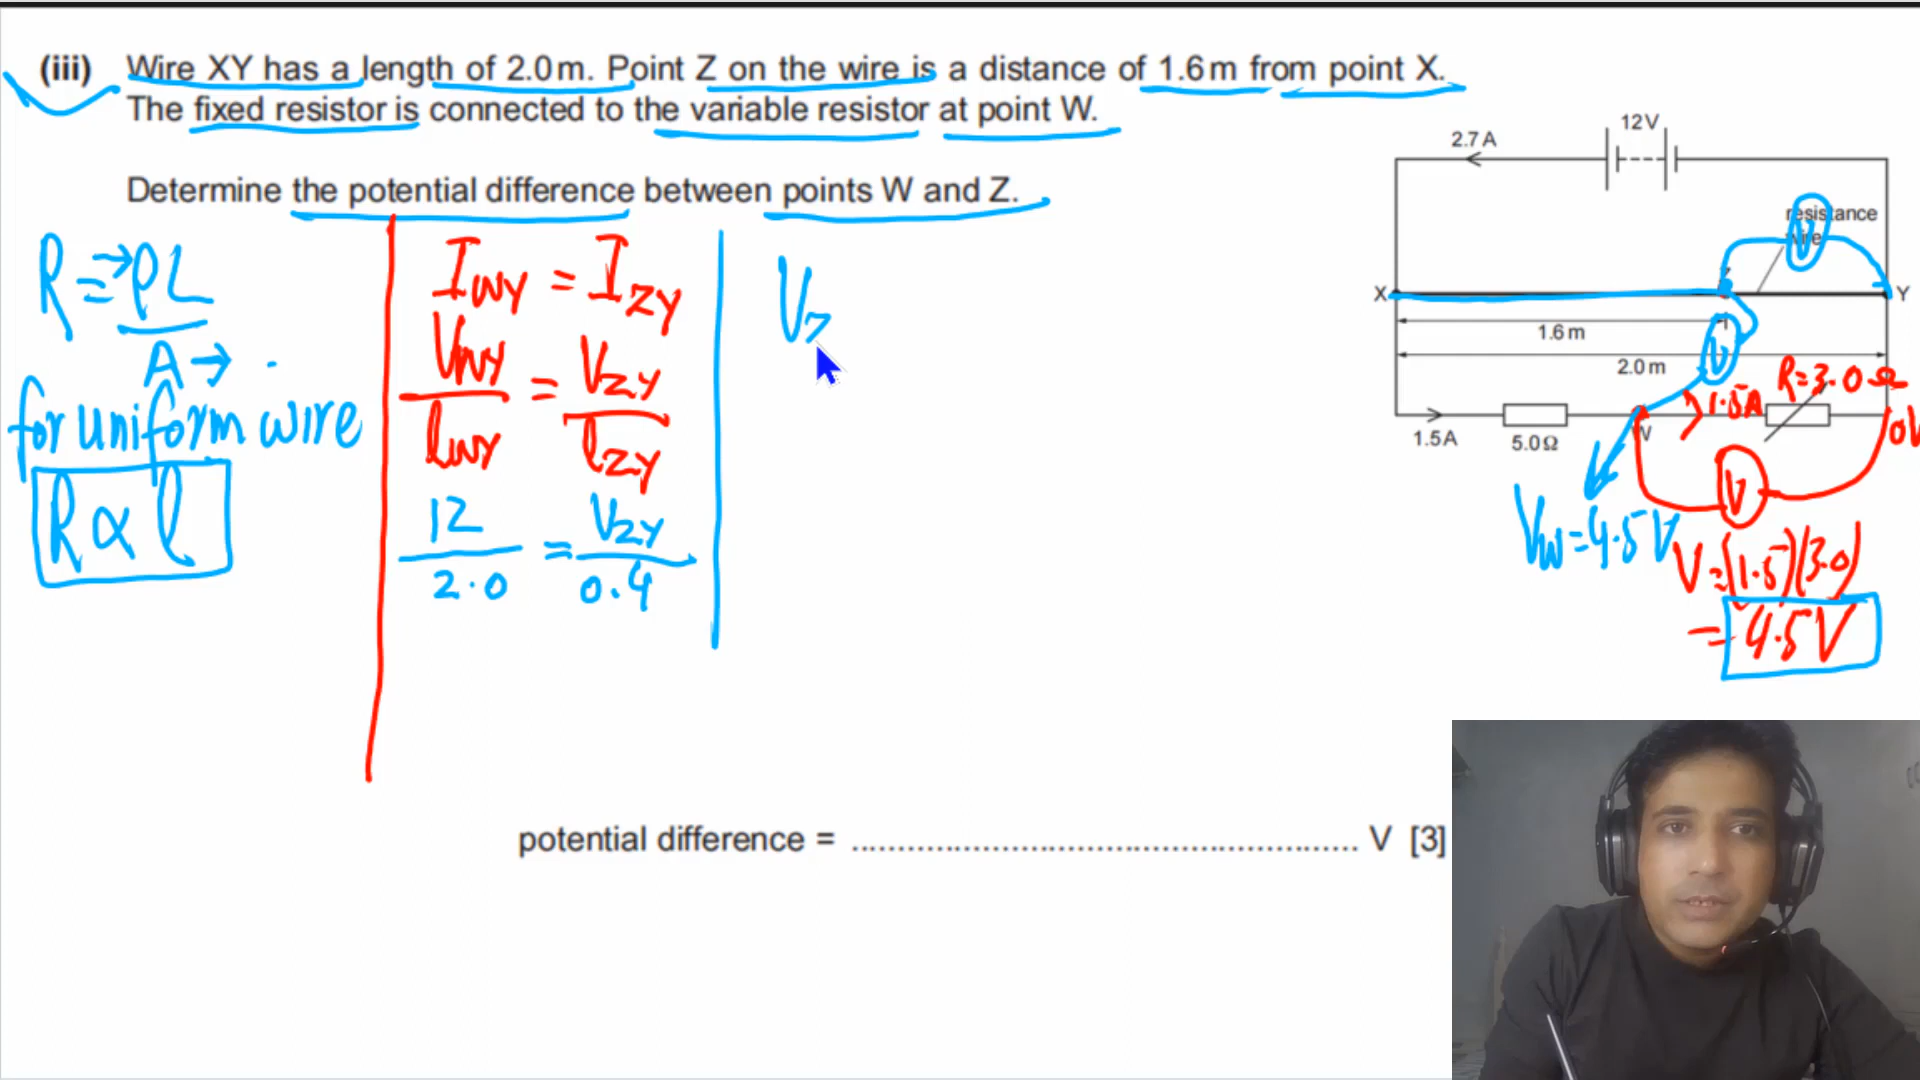 (iii) Wire XY has a length of 2.0 m. Point Z on the wire is a distance of 1.6 m from point X.
The fixed resistor is connected to the variable resistor at point W.
Determine the potential difference between points W and Z.
R = ρL
A
for uniform wire
R ∝ l
I_WY = I_ZY
V_WY / l_WY = V_ZY / l_ZY
12 / 2.0 = V_ZY / 0.4
V_Z
12 V
2.7 A
resistance
wire
V
X
Z
Y
1.6 m
V
2.0 m
R = 3.0 Ω
1.5 A
1.5 A
5.0 Ω
W
V
V_W = 4.5 V
V = (1.5)(3.0)
= 4.5 V
potential difference = .................................................. V [3]